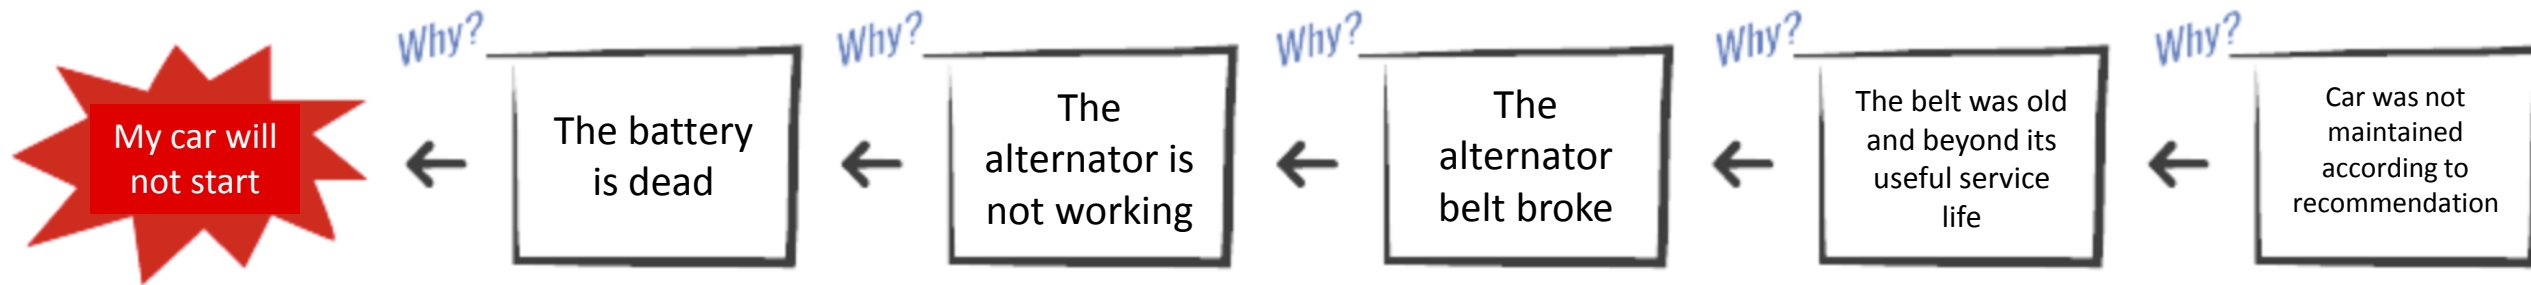 My car will
not start
Why?
The battery
is dead
Why?
The
alternator is
not working
Why?
The
alternator
belt broke
Why?
The belt was old
and beyond its
useful service
life
Why?
Car was not
maintained
according to
recommendation